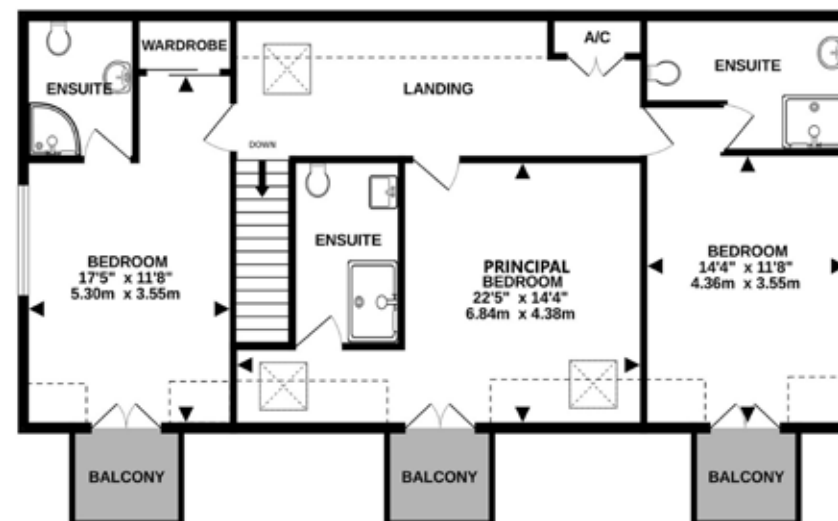 WARDROBE
ENSUITE
A/C
LANDING
ENSUITE
DOWN
ENSUITE
BEDROOM
17'5" x 11'8"
5.30m x 3.55m
PRINCIPAL
BEDROOM
22'5" x 14'4"
6.84m x 4.38m
BEDROOM
14'4" x 11'8"
4.36m x 3.55m
BALCONY
BALCONY
BALCONY